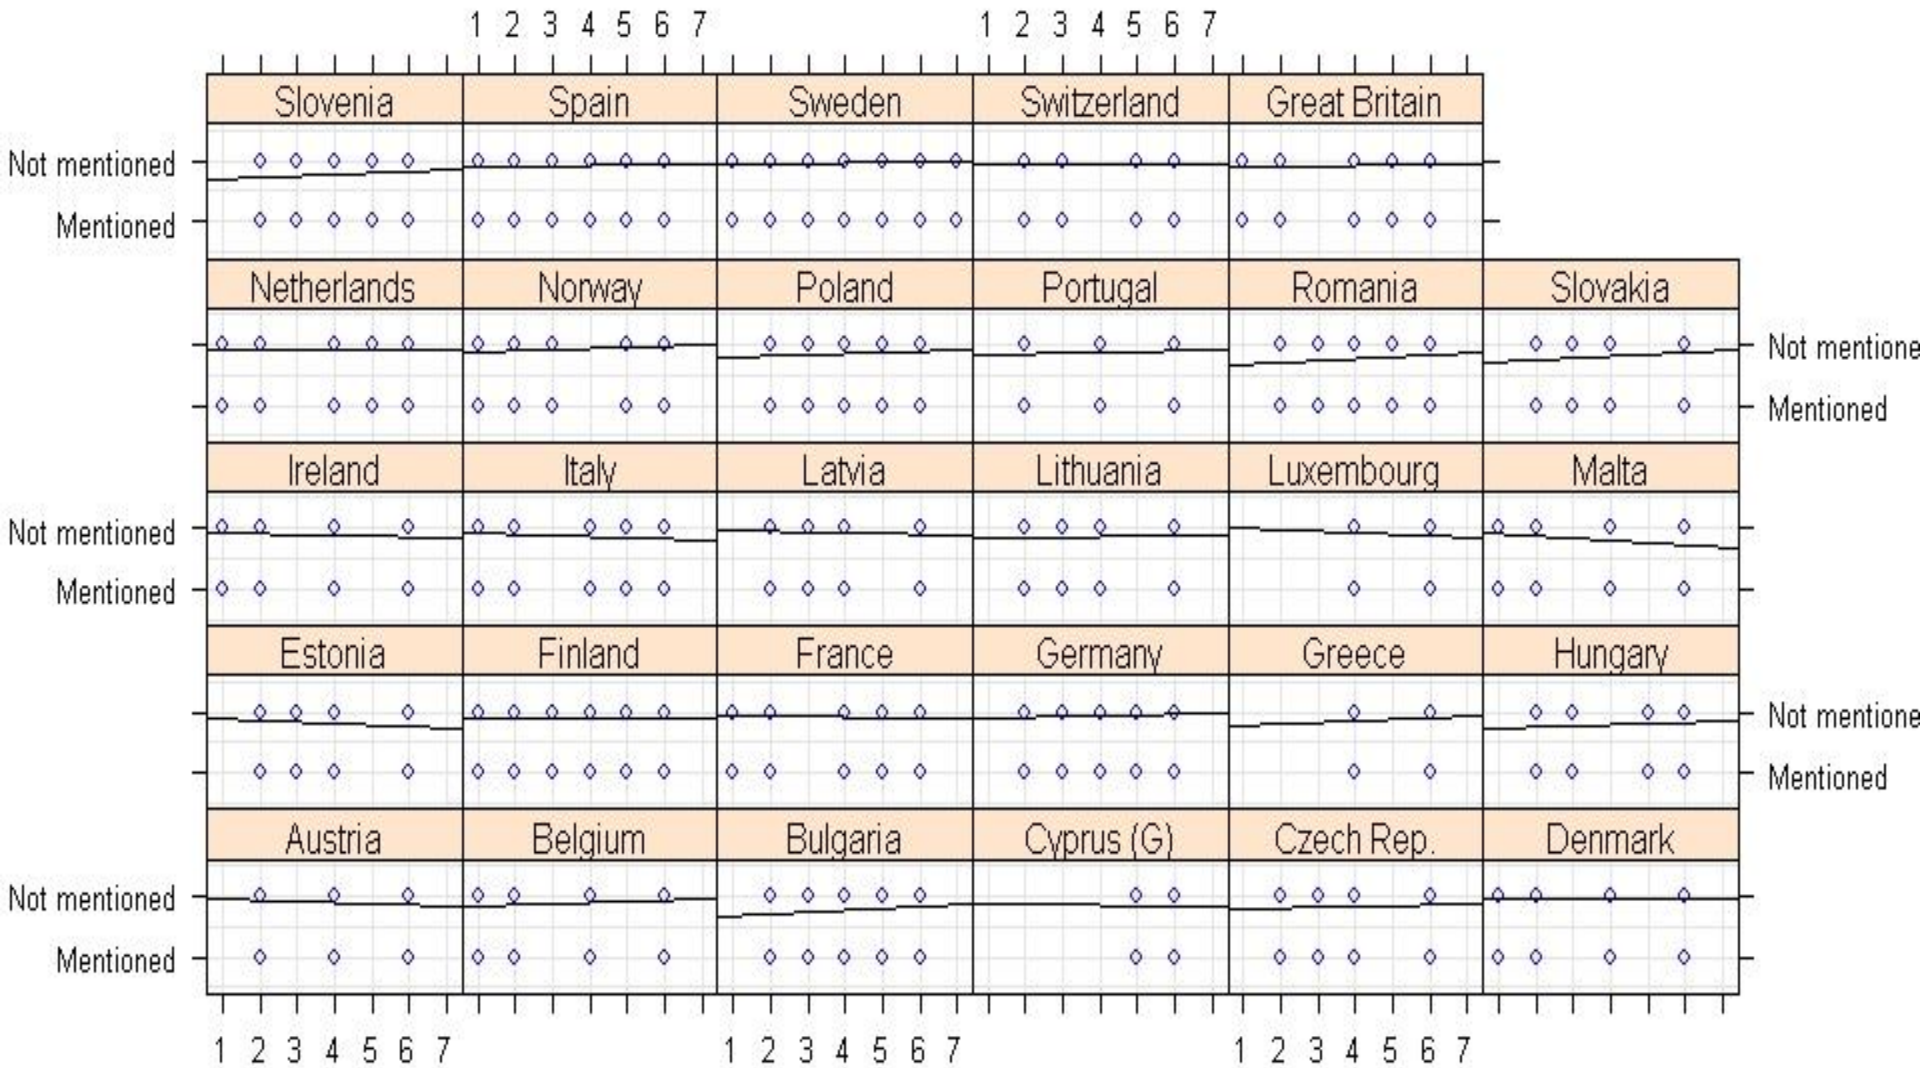 1 2 3 4 5 6 7 1 2 3 4 5 6 7
Slovenia Spain Sweden Switzerland Great Britain
Not mentioned
Mentioned
Netherlands Norway Poland Portugal Romania Slovakia
Not mentione
Mentioned
Ireland Italy Latvia Lithuania Luxembourg Malta
Not mentioned
Mentioned
Estonia Finland France Germany Greece Hungary
Not mentione
Mentioned
Austria Belgium Bulgaria Cyprus (G) Czech Rep. Denmark
Not mentioned
Mentioned
1 2 3 4 5 6 7 1 2 3 4 5 6 7 1 2 3 4 5 6 7